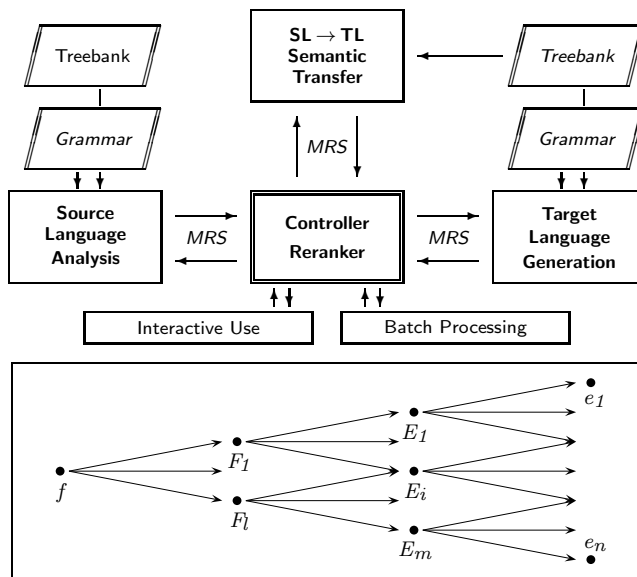 Treebank
SL → TL
Semantic
Transfer
Treebank
Grammar
MRS
Grammar
Source
Language
Analysis
MRS
Controller
Reranker
MRS
Target
Language
Generation
Interactive Use
Batch Processing
f
F1
Fl
E1
Ei
Em
e1
en